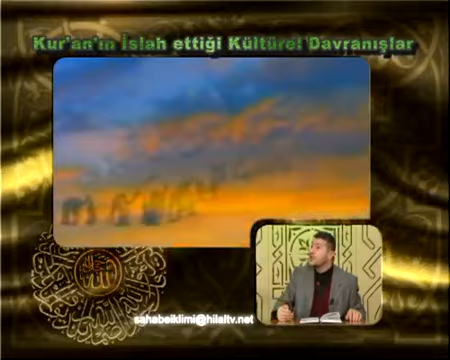 Kur'an'ın İslah ettiği Kültürel Davranışlar
sahabeiklimi@hilaltv.net